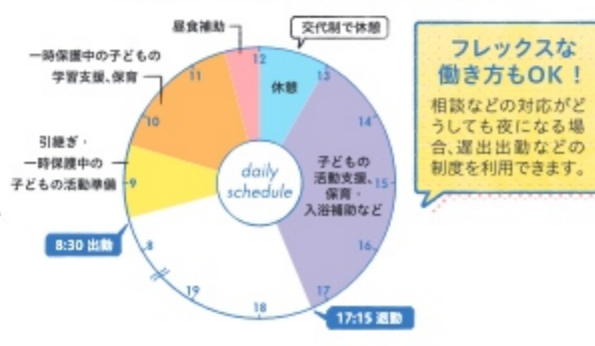 昼食補助
交代制で休憩
一時保護中の子どもの
学習支援、保育
引継ぎ・
一時保護中の
子どもの活動準備
8:30 出勤
休憩
子どもの
活動支援、
保育・
入浴補助など
17:15 退勤
daily
schedule
8
9
10
11
12
13
14
15
16
17
18
19
フレックスな
働き方もOK！
相談などの対応がど
うしても夜になる場
合、遅出出勤などの
制度を利用できます。